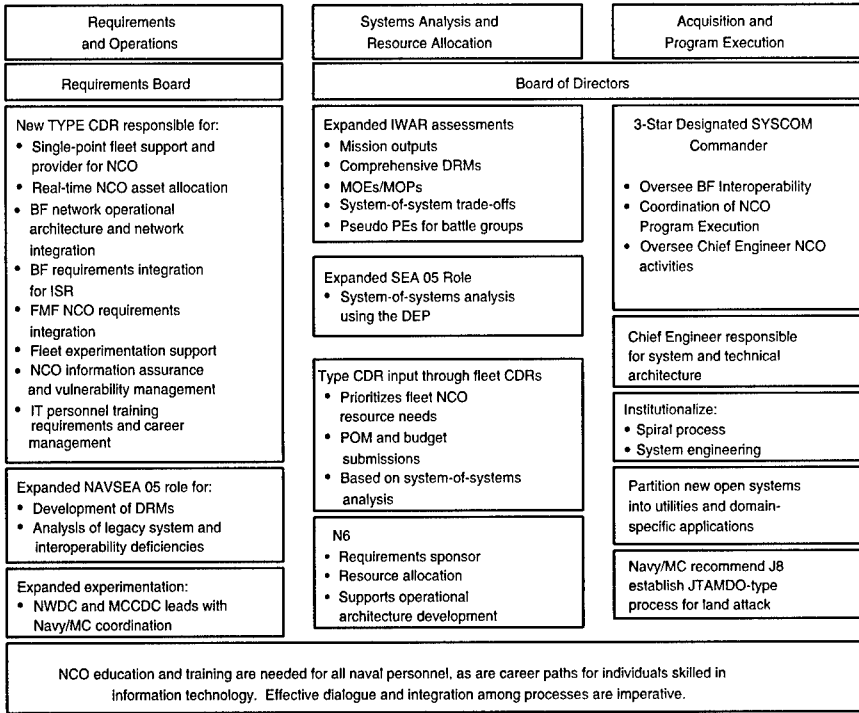 Requirements
and Operations
Requirements Board
New TYPE CDR responsible for:
• Single-point fleet support and
provider for NCO
• Real-time NCO asset allocation
• BF network operational
architecture and network
integration
• BF requirements integration
for ISR
• FMF NCO requirements
integration
• Fleet experimentation support
• NCO information assurance
and vulnerability management
• IT personnel training
requirements and career
management
Expanded NAVSEA 05 role for:
• Development of DRMs
• Analysis of legacy system and
interoperability deficiencies
Expanded experimentation:
• NWDC and MCCDC leads with
Navy/MC coordination
Systems Analysis and
Resource Allocation
Acquisition and
Program Execution
Board of Directors
Expanded IWAR assessments
• Mission outputs
• Comprehensive DRMs
• MOEs/MOPs
• System-of-system trade-offs
• Pseudo PEs for battle groups
Expanded SEA 05 Role
• System-of-systems analysis
using the DEP
Type CDR input through fleet CDRs
• Prioritizes fleet NCO
resource needs
• POM and budget
submissions
• Based on system-of-systems
analysis
N6
• Requirements sponsor
• Resource allocation
• Supports operational
architecture development
3-Star Designated SYSCOM
Commander
• Oversee BF Interoperability
• Coordination of NCO
Program Execution
• Oversee Chief Engineer NCO
activities
Chief Engineer responsible
for system and technical
architecture
Institutionalize:
• Spiral process
• System engineering
Partition new open systems
into utilities and domain-
specific applications
Navy/MC recommend J8
establish JTAMDO-type
process for land attack
NCO education and training are needed for all naval personnel, as are career paths for individuals skilled in
information technology. Effective dialogue and integration among processes are imperative.